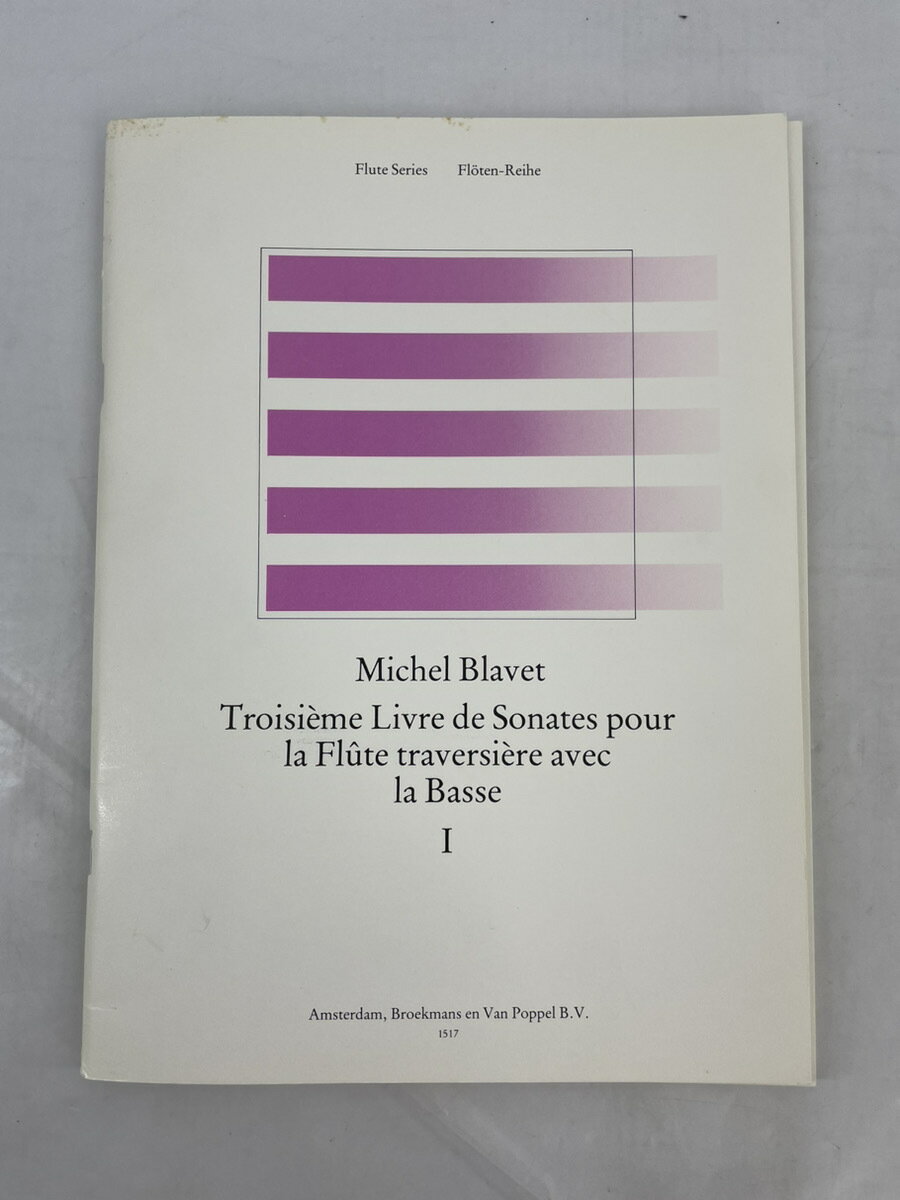 Flute Series Flöten-Reihe
Michel Blavet
Troisième Livre de Sonates pour
la Flûte traversière avec
la Basse
I
Amsterdam, Broekmans en Van Poppel B.V.
1517